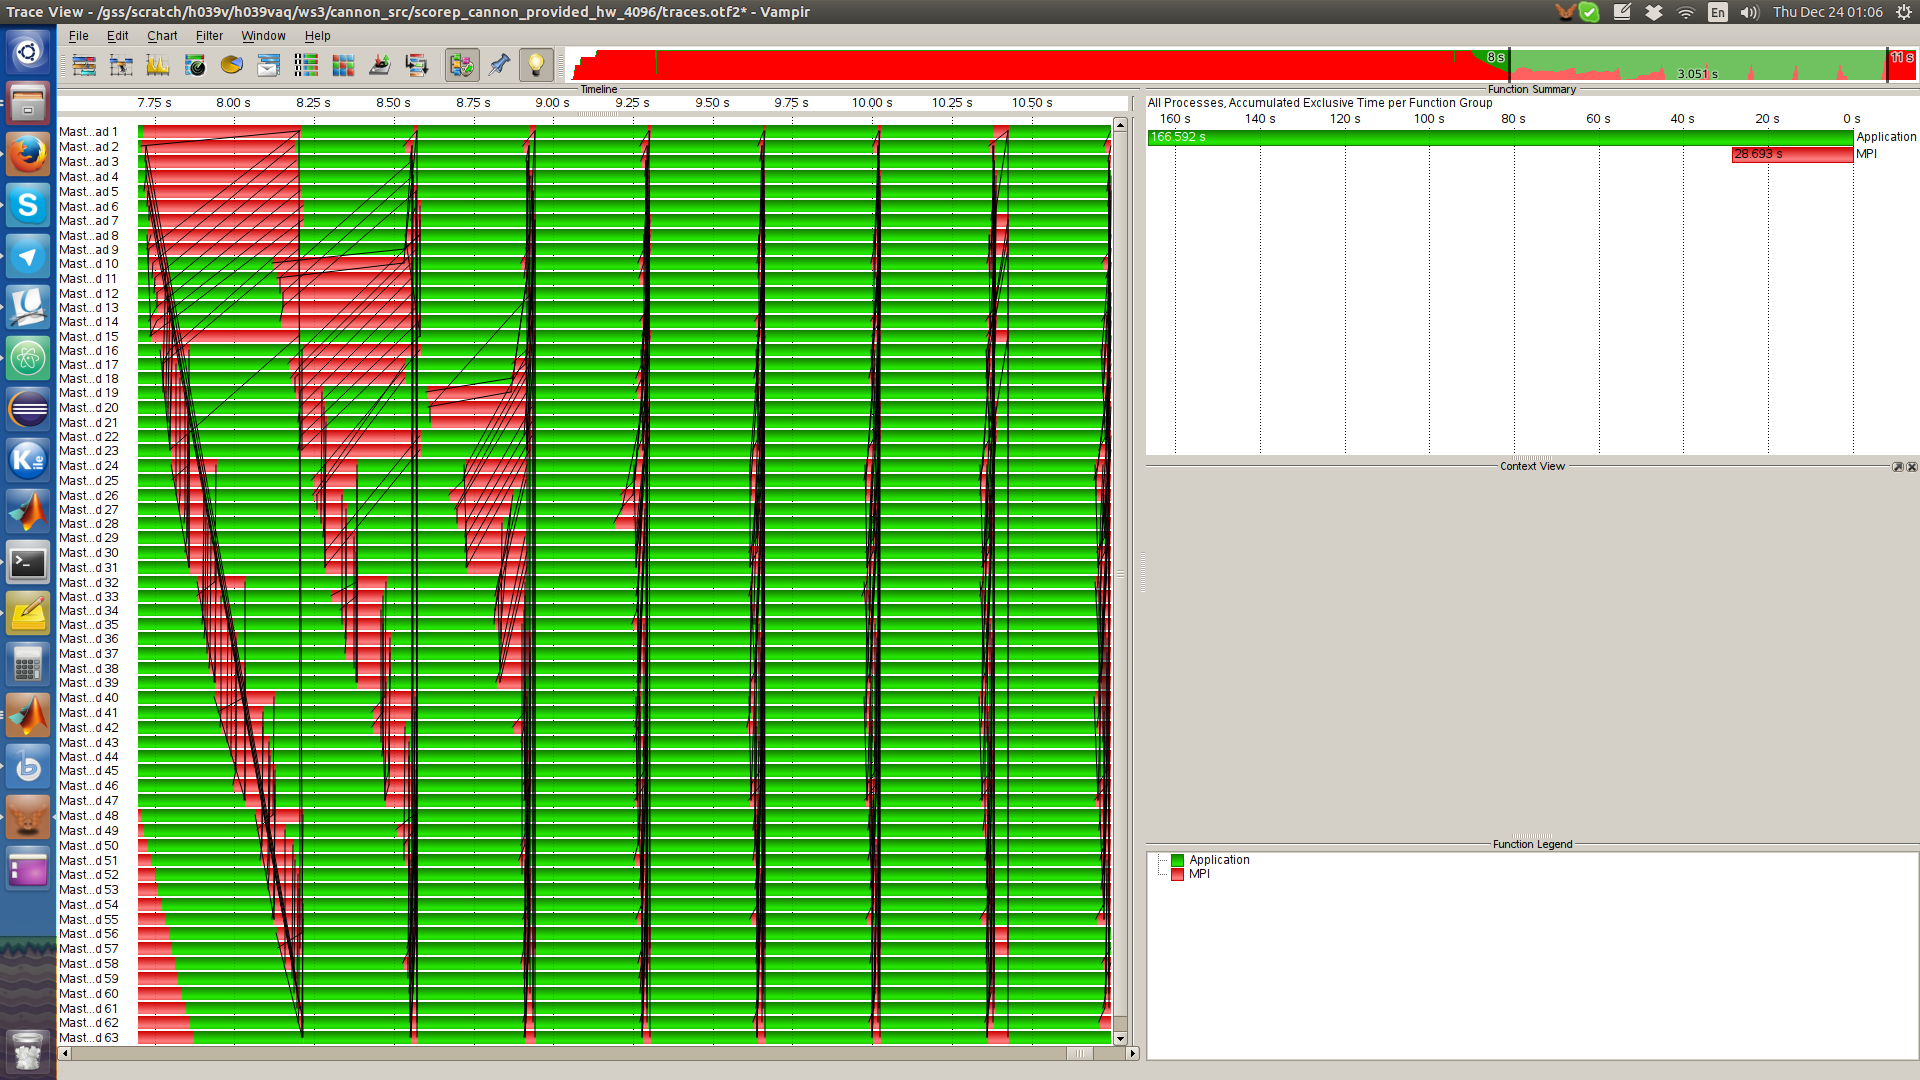 Trace View - /gss/scratch/h039v/h039vaq/ws3/cannon_src/scorep_cannon_provided_hw_4096/traces.otf2* - Vampir
En
Thu Dec 24 01:06
File Edit Chart Filter Window Help
8 s
3.051 s
11 s
Timeline
7.75 s 8.00 s 8.25 s 8.50 s 8.75 s 9.00 s 9.25 s 9.50 s 9.75 s 10.00 s 10.25 s 10.50 s
Mast...ad 1
Mast...ad 2
Mast...ad 3
Mast...ad 4
Mast...ad 5
Mast...ad 6
Mast...ad 7
Mast...ad 8
Mast...ad 9
Mast...d 10
Mast...d 11
Mast...d 12
Mast...d 13
Mast...d 14
Mast...d 15
Mast...d 16
Mast...d 17
Mast...d 18
Mast...d 19
Mast...d 20
Mast...d 21
Mast...d 22
Mast...d 23
Mast...d 24
Mast...d 25
Mast...d 26
Mast...d 27
Mast...d 28
Mast...d 29
Mast...d 30
Mast...d 31
Mast...d 32
Mast...d 33
Mast...d 34
Mast...d 35
Mast...d 36
Mast...d 37
Mast...d 38
Mast...d 39
Mast...d 40
Mast...d 41
Mast...d 42
Mast...d 43
Mast...d 44
Mast...d 45
Mast...d 46
Mast...d 47
Mast...d 48
Mast...d 49
Mast...d 50
Mast...d 51
Mast...d 52
Mast...d 53
Mast...d 54
Mast...d 55
Mast...d 56
Mast...d 57
Mast...d 58
Mast...d 59
Mast...d 60
Mast...d 61
Mast...d 62
Mast...d 63
Function Summary
All Processes, Accumulated Exclusive Time per Function Group
160 s 140 s 120 s 100 s 80 s 60 s 40 s 20 s 0 s
166.592 s Application
28.693 s MPI
Context View
Function Legend
Application
MPI